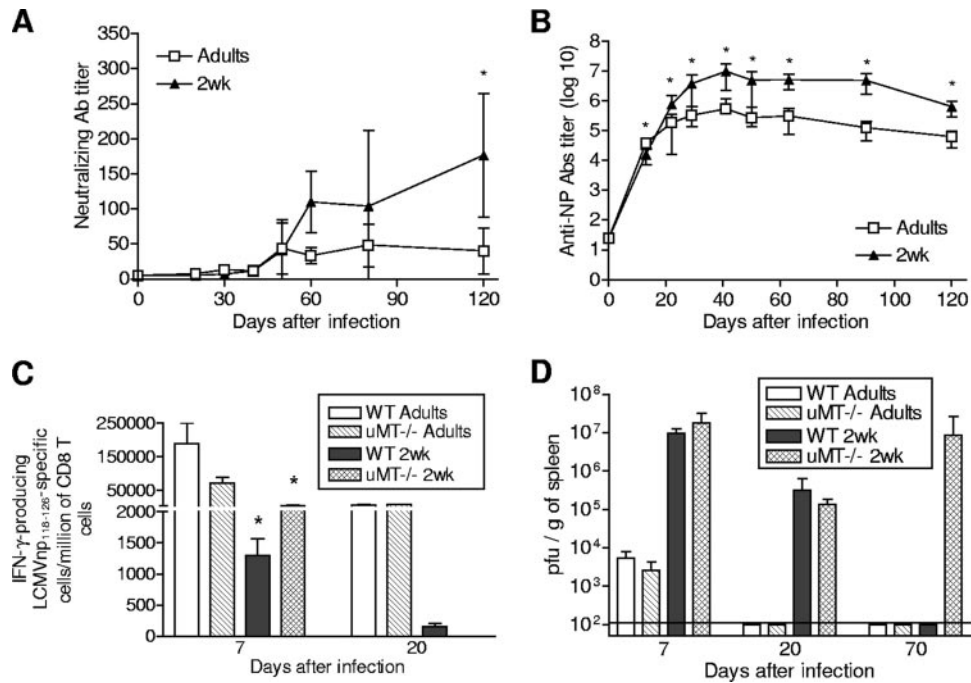 A
Adults
2wk
Neutralizing Ab titer
350
300
250
200
150
100
50
0
*
0 30 60 90 120
Days after infection
B
Anti-NP Abs titer (log 10)
8
7
6
5
4
3
2
1
0
* * * * * * * *
Adults
2wk
0 20 40 60 80 100 120
Days after infection
C
IFN-γ-producing
LCMVnp118-126-specific
cells/million of CD8 T
cells
250000
150000
50000
2000
1500
1000
500
0
WT Adults
uMT-/- Adults
WT 2wk
uMT-/- 2wk
* *
7 20
Days after infection
D
pfu / g of spleen
10^8
10^7
10^6
10^5
10^4
10^3
10^2
WT Adults
uMT-/- Adults
WT 2wk
uMT-/- 2wk
7 20 70
Days after infection